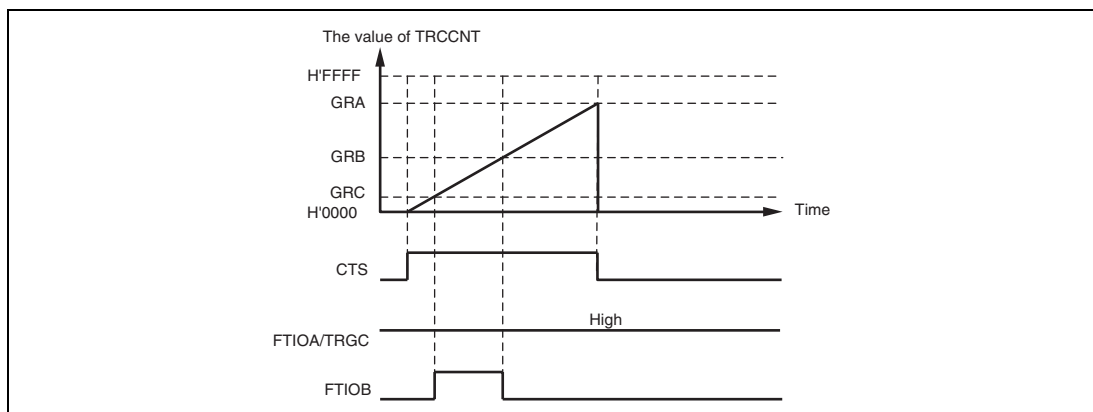 The value of TRCCNT
H'FFFF
GRA
GRB
GRC
H'0000
Time
CTS
High
FTIOA/TRGC
FTIOB